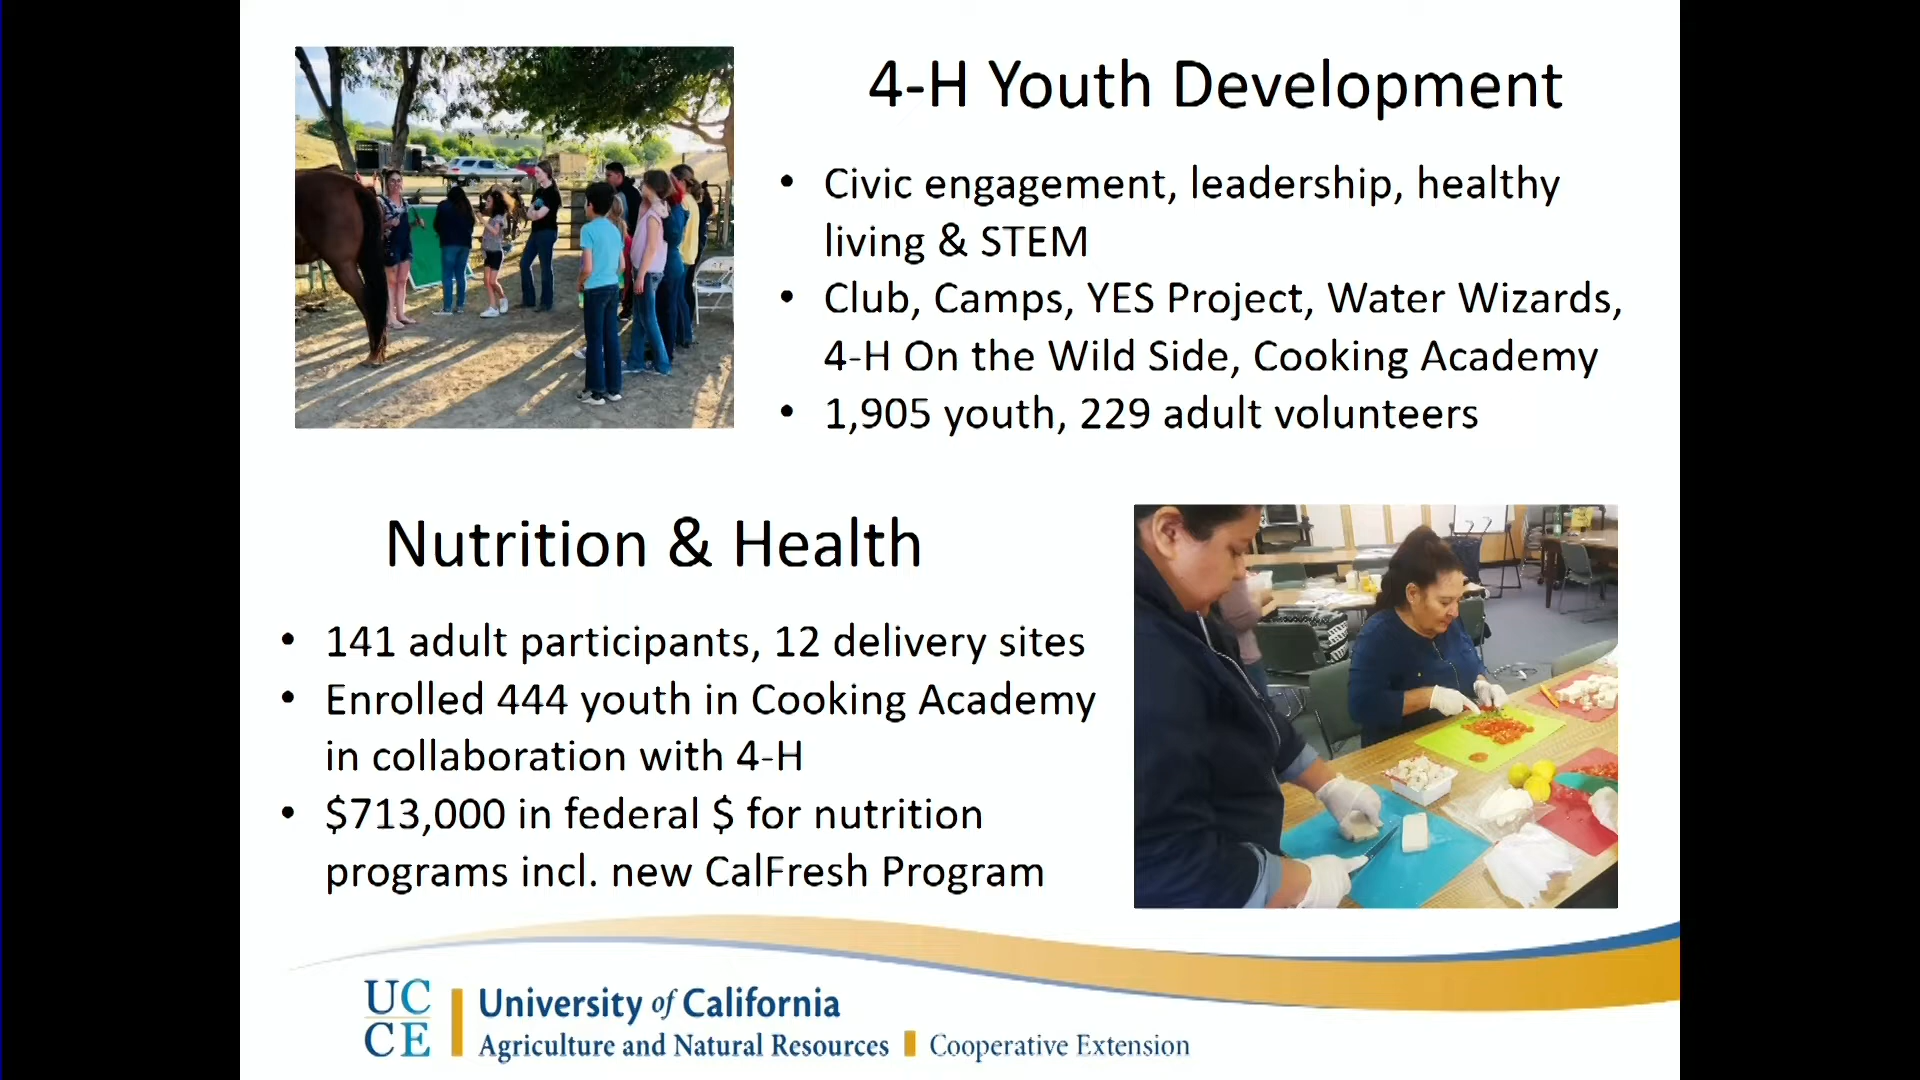 4-H Youth Development
• Civic engagement, leadership, healthy
living & STEM
• Club, Camps, YES Project, Water Wizards,
4-H On the Wild Side, Cooking Academy
• 1,905 youth, 229 adult volunteers
Nutrition & Health
• 141 adult participants, 12 delivery sites
• Enrolled 444 youth in Cooking Academy
in collaboration with 4-H
• $713,000 in federal $ for nutrition
programs incl. new CalFresh Program
UC
CE
University of California
Agriculture and Natural Resources Cooperative Extension